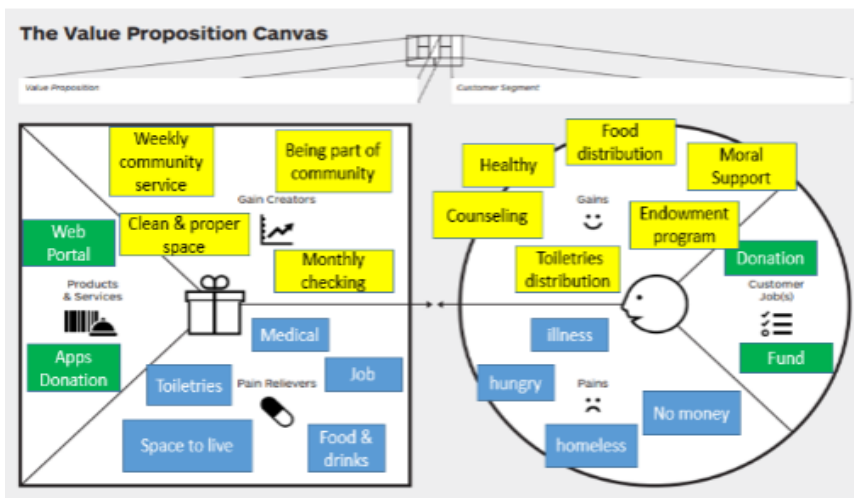 The Value Proposition Canvas
Value Proposition
Customer Segment
Weekly
community
service
Being part of
community
Gain Creators
Clean & proper
space
Monthly
checking
Web
Portal
Products
& Services
Apps
Donation
Medical
Toiletries
Pain Relievers
Job
Space to live
Food &
drinks
Food
distribution
Healthy
Moral
Support
Counseling
Gains
Endowment
program
Toiletries
distribution
Donation
Customer
Job(s)
Fund
illness
hungry
Pains
No money
homeless